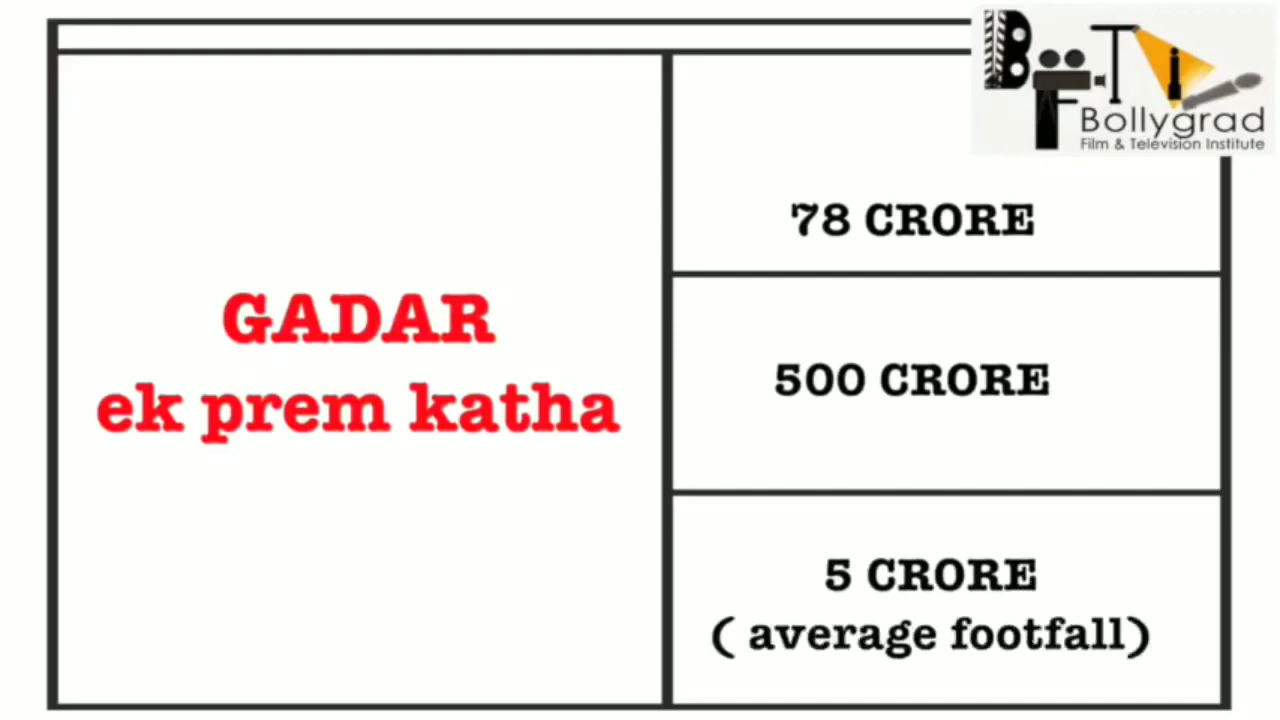 Bollygrad
Film & Television Institute
GADAR
ek prem katha
78 CRORE
500 CRORE
5 CRORE
( average footfall)